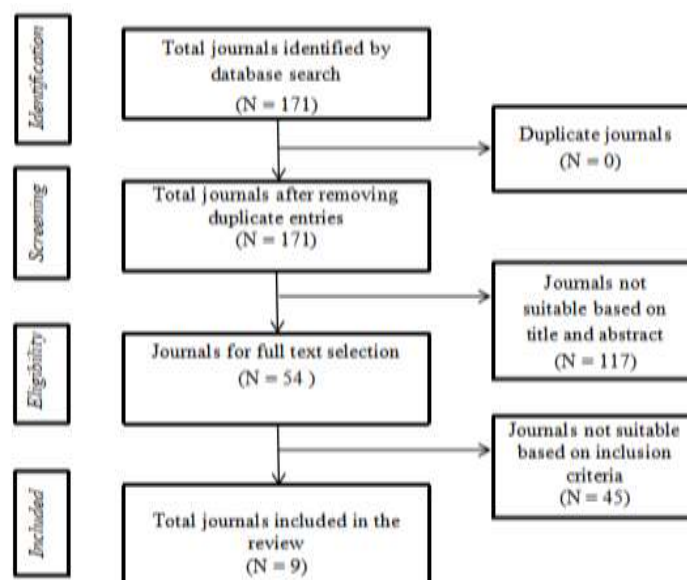 Identification
Total journals identified by
database search
(N = 171)
Duplicate journals
(N = 0)
Screening
Total journals after removing
duplicate entries
(N = 171)
Journals not
suitable based on
title and abstract
(N = 117)
Eligibility
Journals for full text selection
(N = 54 )
Journals not suitable
based on inclusion
criteria
(N = 45)
Included
Total journals included in the
review
(N = 9)